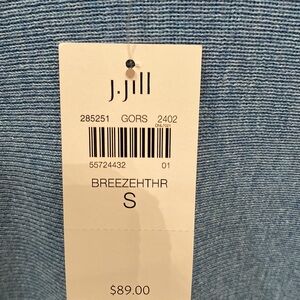 J.Jill
285251 GORS 2402
55724432 01
BREEZEHTHR
S
$89.00